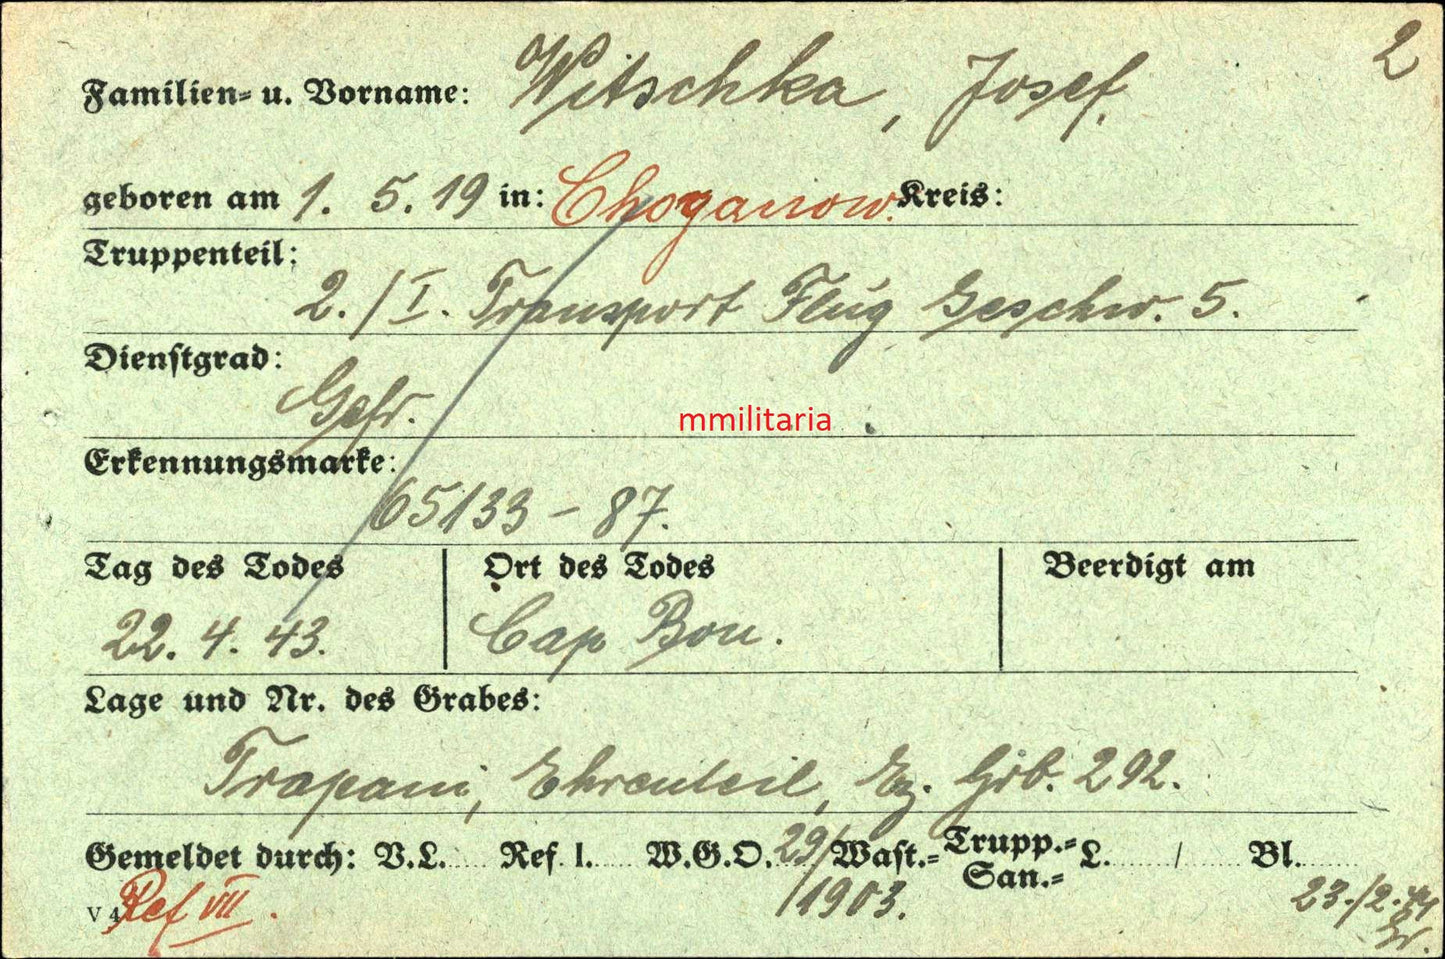 2
Familien- u. Vorname: Witschka, Josef.
geboren am 1. 5. 19 in: Choganow. Kreis:
Truppenteil:
2./I. Transport Flug Geschw. 5.
Dienstgrad:
Gefr.
mmilitaria
Erkennungsmarke:
65133 - 87.
Tag des Todes Ort des Todes Beerdigt am
22. 4. 43. Cap Bon.
Lage und Nr. des Grabes:
Trapani, Ehrenteil, Ez. Grb. 292.
Gemeldet durch: V.L. Ref. I. W.G.O. 29/ Wast.- Trupp.- L. / Bl.
San.-
1903.
V 4 Ref VII.
23./2.44